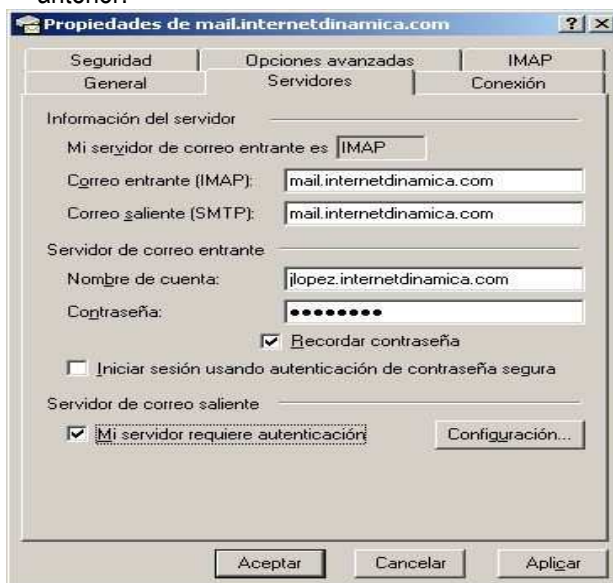 anterior.
Propiedades de mail.internetdinamica.com
Seguridad Opciones avanzadas IMAP
General Servidores Conexión
Información del servidor
Mi servidor de correo entrante es IMAP
Correo entrante (IMAP): mail.internetdinamica.com
Correo saliente (SMTP): mail.internetdinamica.com
Servidor de correo entrante
Nombre de cuenta: jlopez.internetdinamica.com
Contraseña: ●●●●●●●●
Recordar contraseña
Iniciar sesión usando autenticación de contraseña segura
Servidor de correo saliente
Mi servidor requiere autenticación Configuración...
Aceptar Cancelar Aplicar